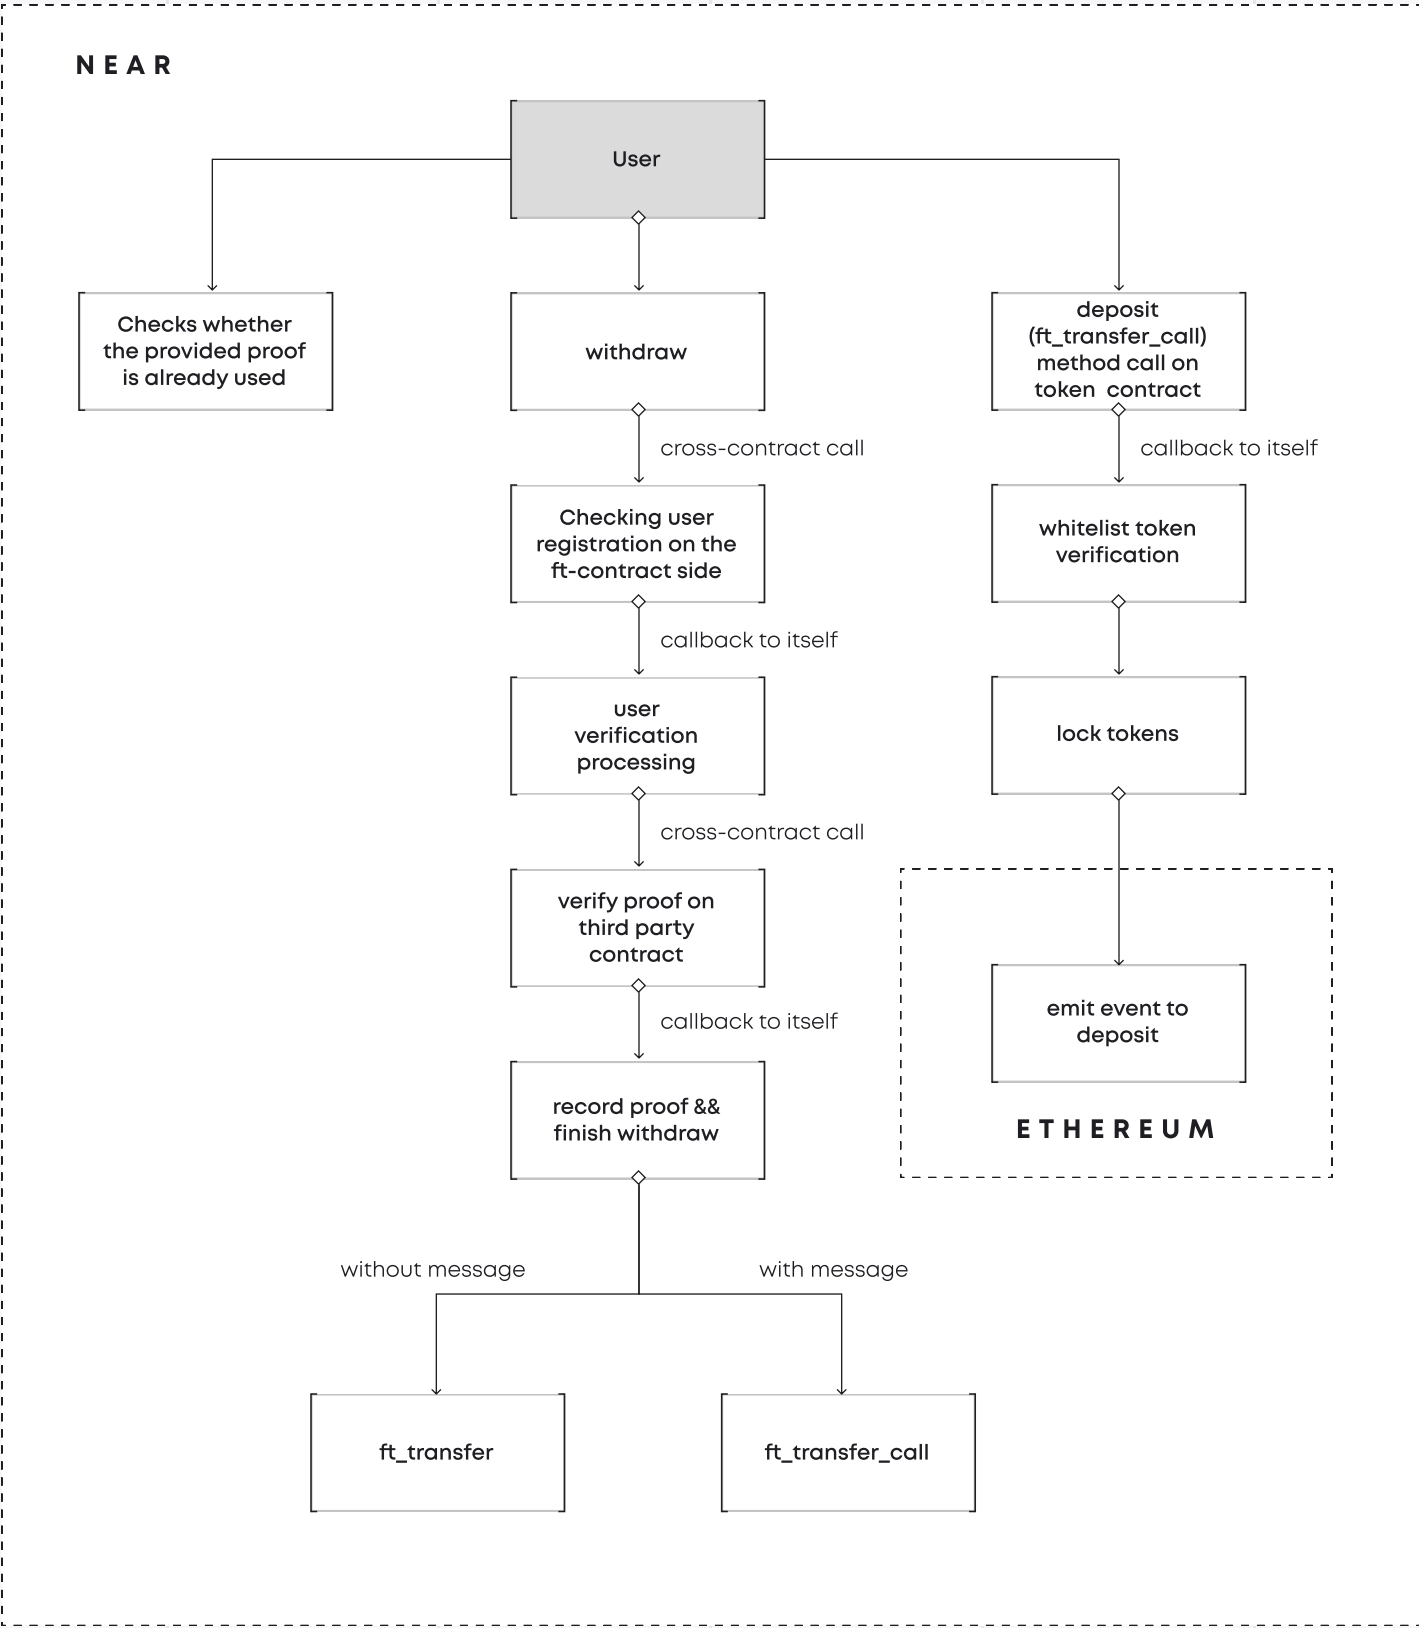 NEAR
User
Checks whether
the provided proof
is already used
withdraw
deposit
(ft_transfer_call)
method call on
token contract
cross-contract call
callback to itself
Checking user
registration on the
ft-contract side
whitelist token
verification
callback to itself
user
verification
processing
lock tokens
cross-contract call
verify proof on
third party
contract
emit event to
deposit
callback to itself
record proof &&
finish withdraw
ETHEREUM
without message
with message
ft_transfer
ft_transfer_call